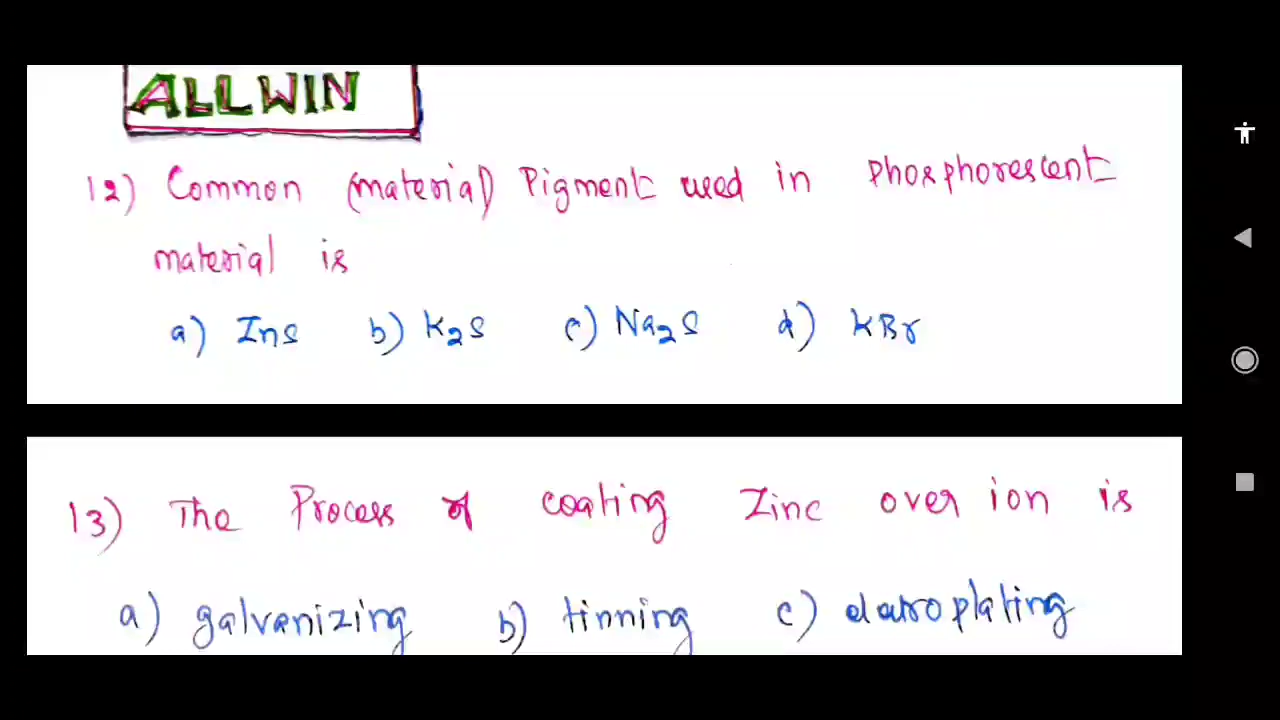 ALLWIN
12) Common (material) Pigment used in Phosphorescent
material is
a) Zns b) K2S c) Na2S d) KBr
13) The Process of coating Zinc over ion is
a) galvanizing b) tinning c) electroplating